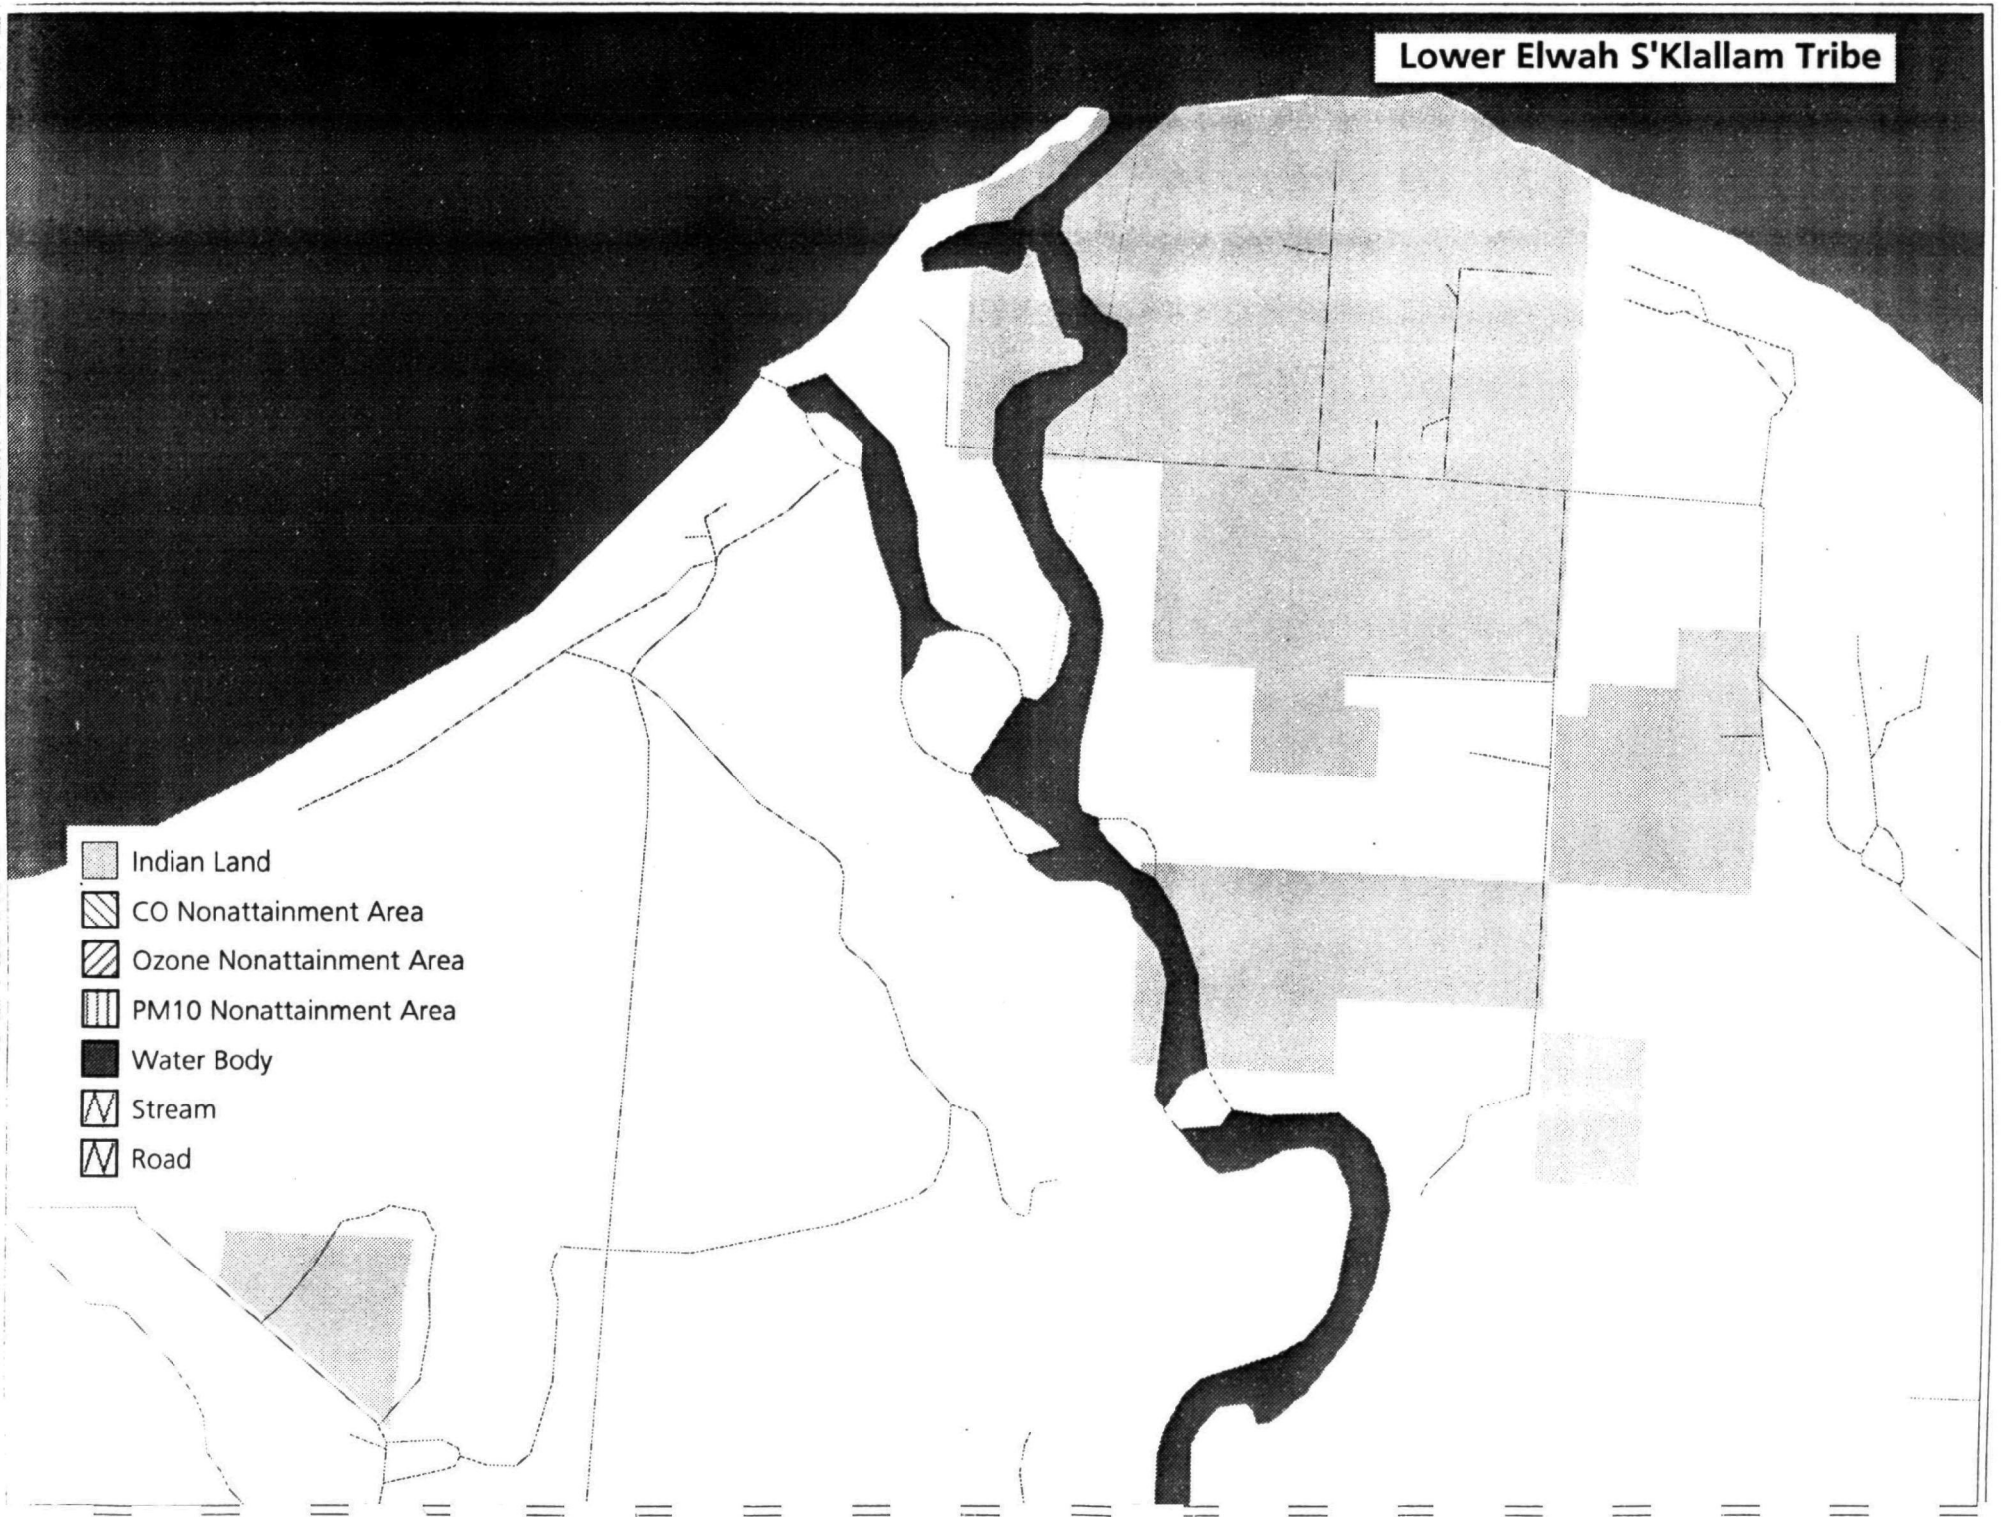 Lower Elwah S'Klallam Tribe
Indian Land
CO Nonattainment Area
Ozone Nonattainment Area
PM10 Nonattainment Area
Water Body
Stream
Road